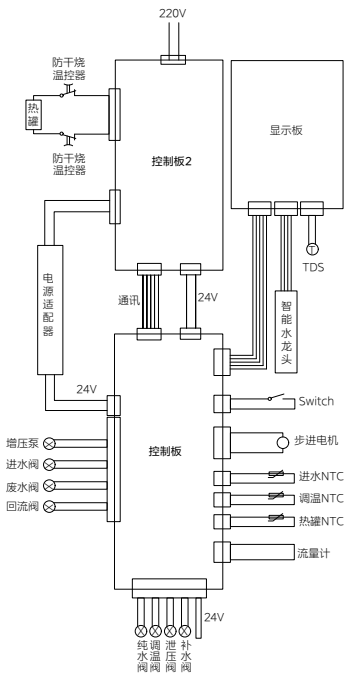 220V
防干烧
温控器
热罐
防干烧
温控器
控制板2
显示板
TDS
T
电源适配器
通讯
24V
智能水龙头
24V
控制板
Switch
增压泵
进水阀
废水阀
回流阀
步进电机
进水NTC
调温NTC
热罐NTC
流量计
24V
纯水阀
调温阀
泄压阀
补水阀